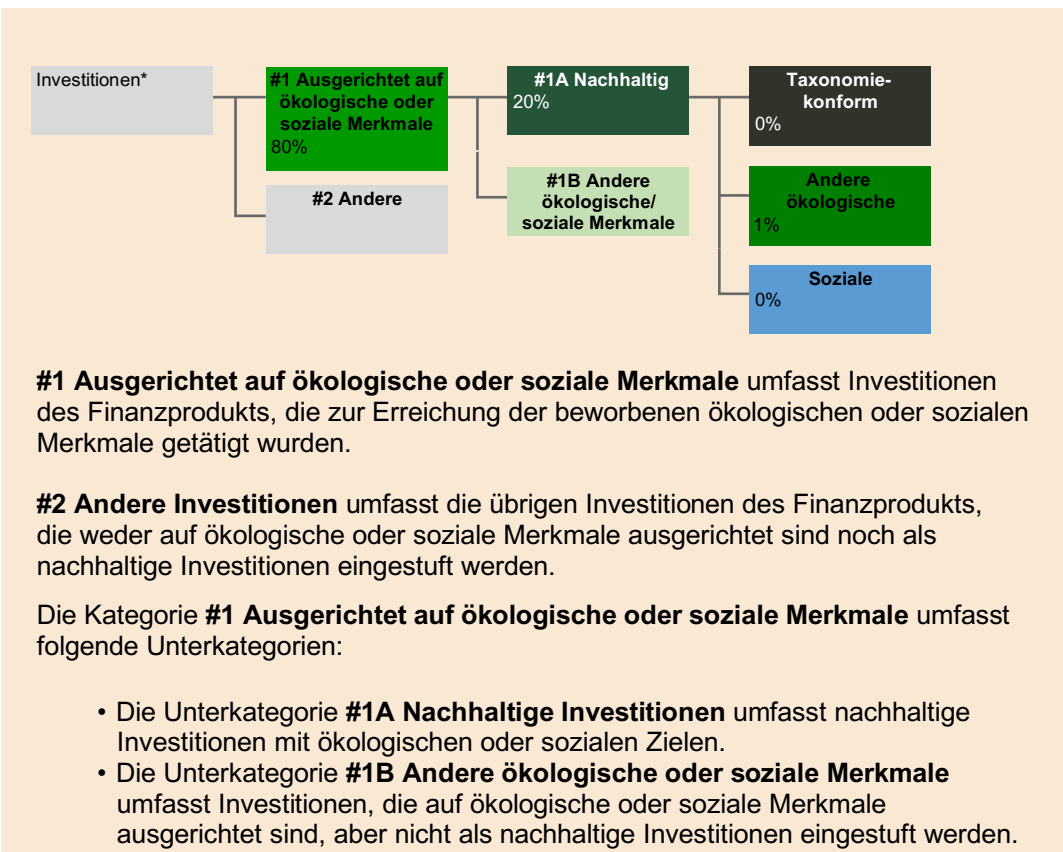 Investitionen*
#1 Ausgerichtet auf
ökologische oder
soziale Merkmale
80%
#2 Andere
#1A Nachhaltig
20%
#1B Andere
ökologische/
soziale Merkmale
Taxonomie-
konform
0%
Andere
ökologische
1%
Soziale
0%
#1 Ausgerichtet auf ökologische oder soziale Merkmale umfasst Investitionen
des Finanzprodukts, die zur Erreichung der beworbenen ökologischen oder sozialen
Merkmale getätigt wurden.
#2 Andere Investitionen umfasst die übrigen Investitionen des Finanzprodukts,
die weder auf ökologische oder soziale Merkmale ausgerichtet sind noch als
nachhaltige Investitionen eingestuft werden.
Die Kategorie #1 Ausgerichtet auf ökologische oder soziale Merkmale umfasst
folgende Unterkategorien:
• Die Unterkategorie #1A Nachhaltige Investitionen umfasst nachhaltige
Investitionen mit ökologischen oder sozialen Zielen.
• Die Unterkategorie #1B Andere ökologische oder soziale Merkmale
umfasst Investitionen, die auf ökologische oder soziale Merkmale
ausgerichtet sind, aber nicht als nachhaltige Investitionen eingestuft werden.